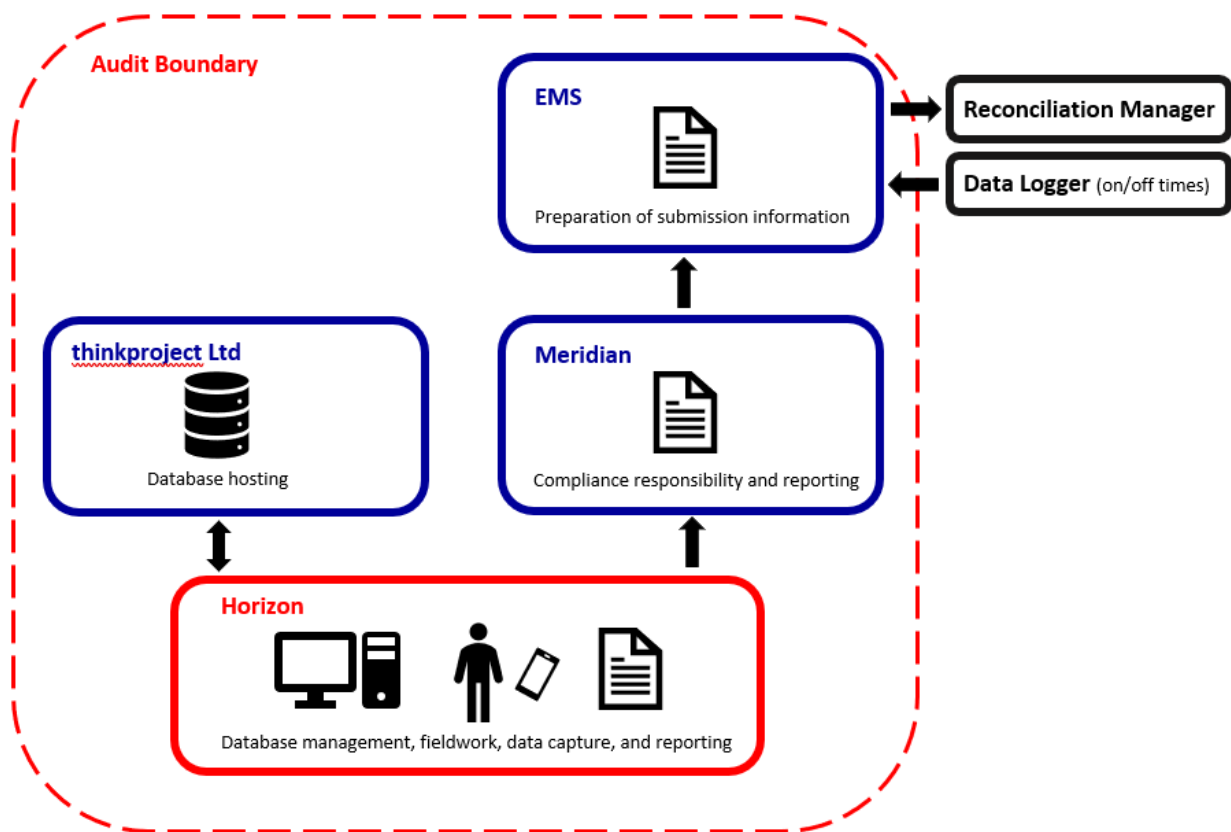 Audit Boundary
EMS
Preparation of submission information
Reconciliation Manager
Data Logger (on/off times)
thinkproject Ltd
Database hosting
Meridian
Compliance responsibility and reporting
Horizon
Database management, fieldwork, data capture, and reporting